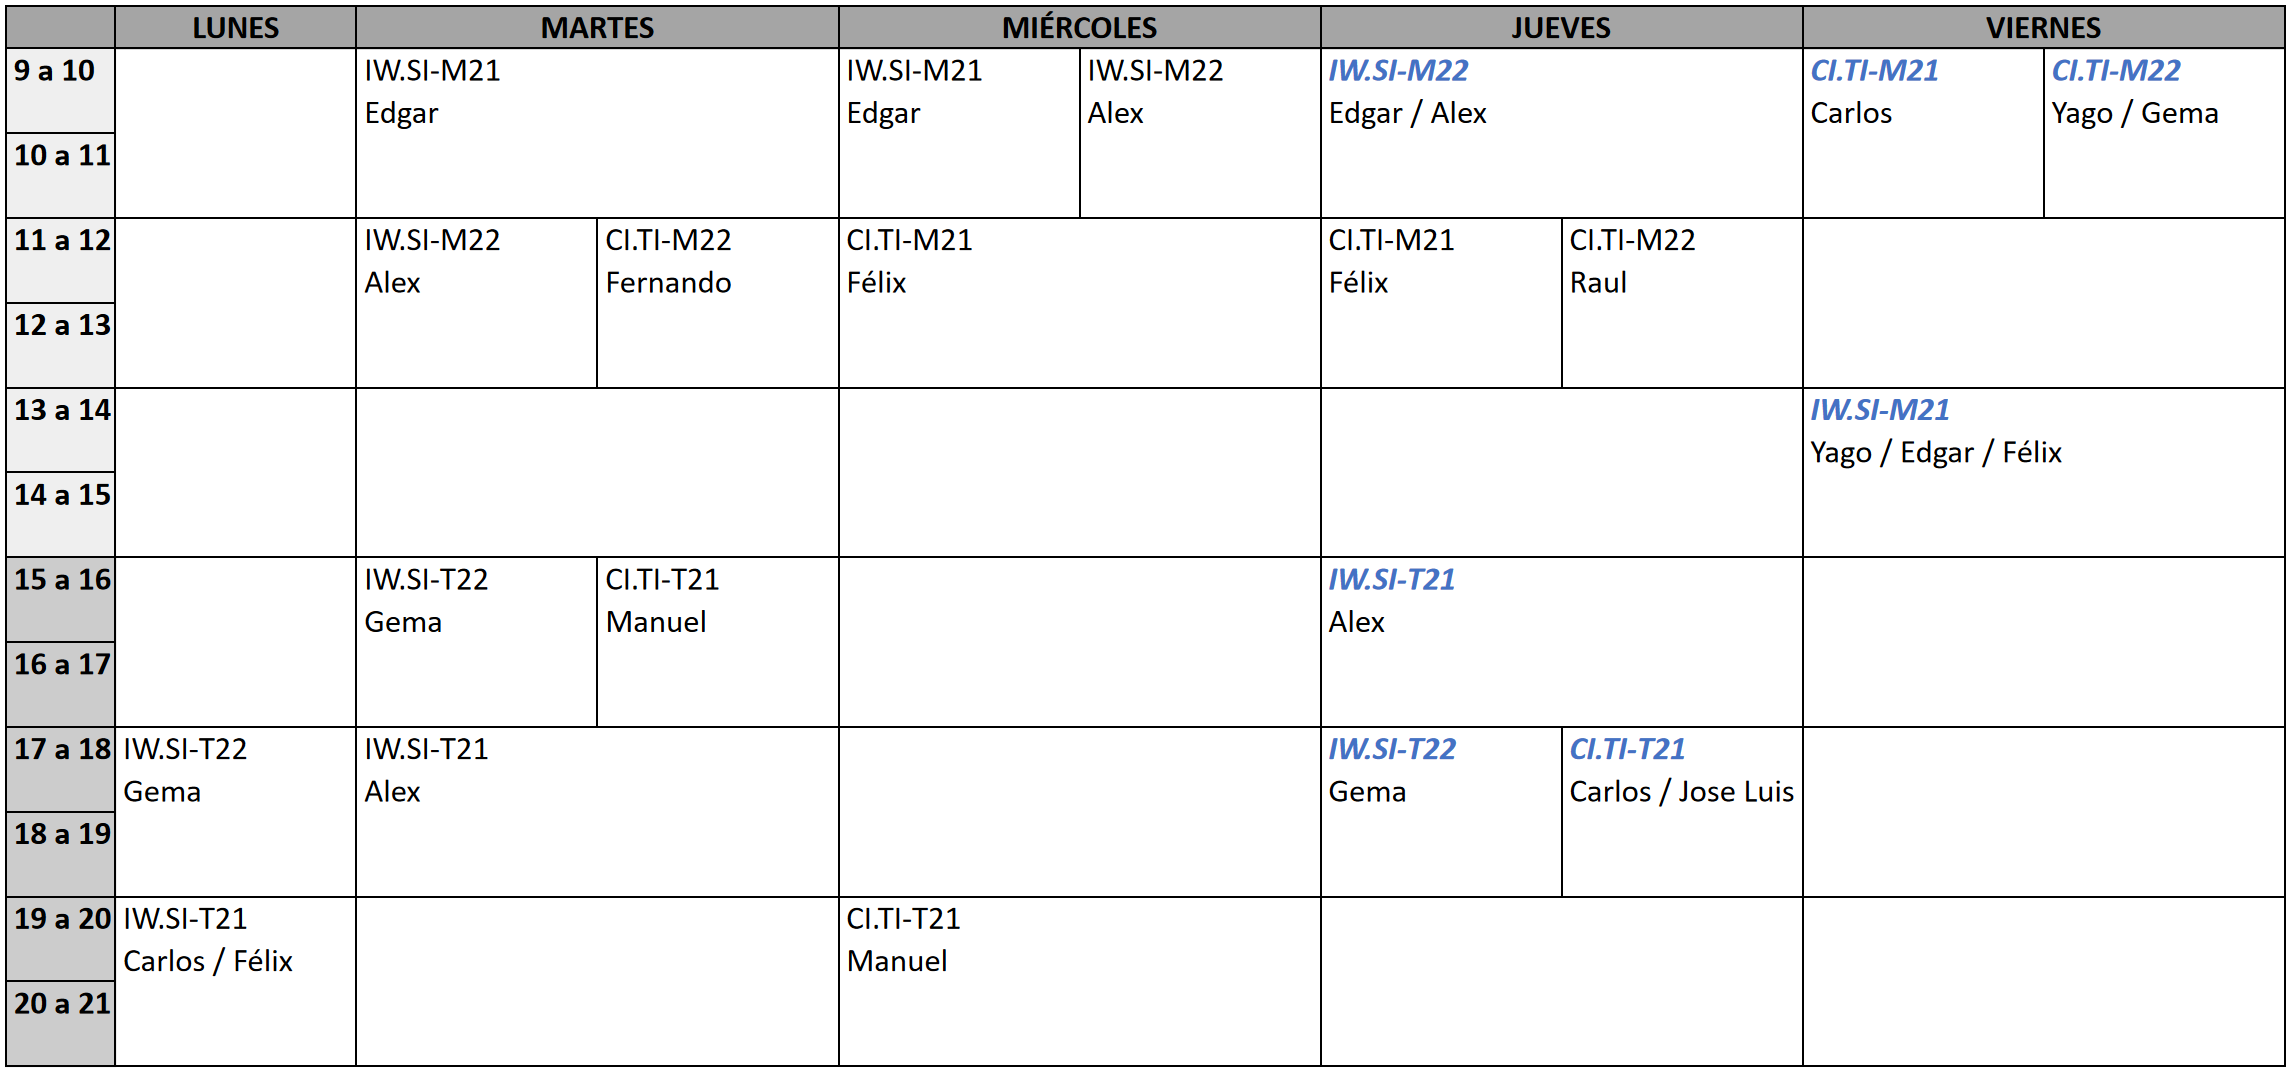 LUNES MARTES MIÉRCOLES JUEVES VIERNES
9 a 10 IW.SI-M21 IW.SI-M21 IW.SI-M22 IW.SI-M22 CI.TI-M21 CI.TI-M22
Edgar Edgar Alex Edgar / Alex Carlos Yago / Gema
10 a 11
11 a 12 IW.SI-M22 CI.TI-M22 CI.TI-M21 CI.TI-M21 CI.TI-M22
Alex Fernando Félix Félix Raul
12 a 13
13 a 14 IW.SI-M21
Yago / Edgar / Félix
14 a 15
15 a 16 IW.SI-T22 CI.TI-T21 IW.SI-T21
Gema Manuel Alex
16 a 17
17 a 18 IW.SI-T22 IW.SI-T21 IW.SI-T22 CI.TI-T21
Gema Alex Gema Carlos / Jose Luis
18 a 19
19 a 20 IW.SI-T21 CI.TI-T21
Carlos / Félix Manuel
20 a 21